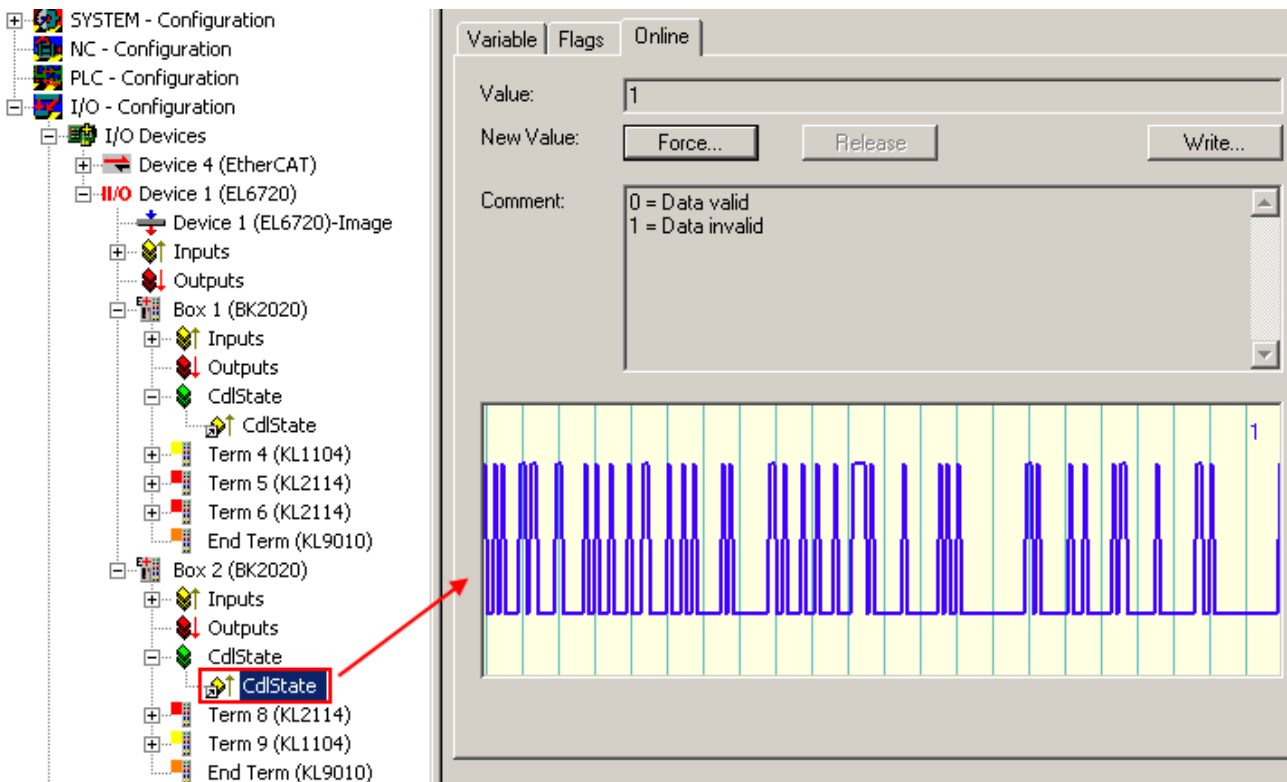 SYSTEM - Configuration
NC - Configuration
PLC - Configuration
I/O - Configuration
I/O Devices
Device 4 (EtherCAT)
II/O Device 1 (EL6720)
Device 1 (EL6720)-Image
Inputs
Outputs
Box 1 (BK2020)
Inputs
Outputs
CdlState
CdlState
Term 4 (KL1104)
Term 5 (KL2114)
Term 6 (KL2114)
End Term (KL9010)
Box 2 (BK2020)
Inputs
Outputs
CdlState
CdlState
Term 8 (KL2114)
Term 9 (KL1104)
End Term (KL9010)
Variable Flags Online
Value: 1
New Value: Force... Release Write...
Comment: 0 = Data valid
1 = Data invalid
1